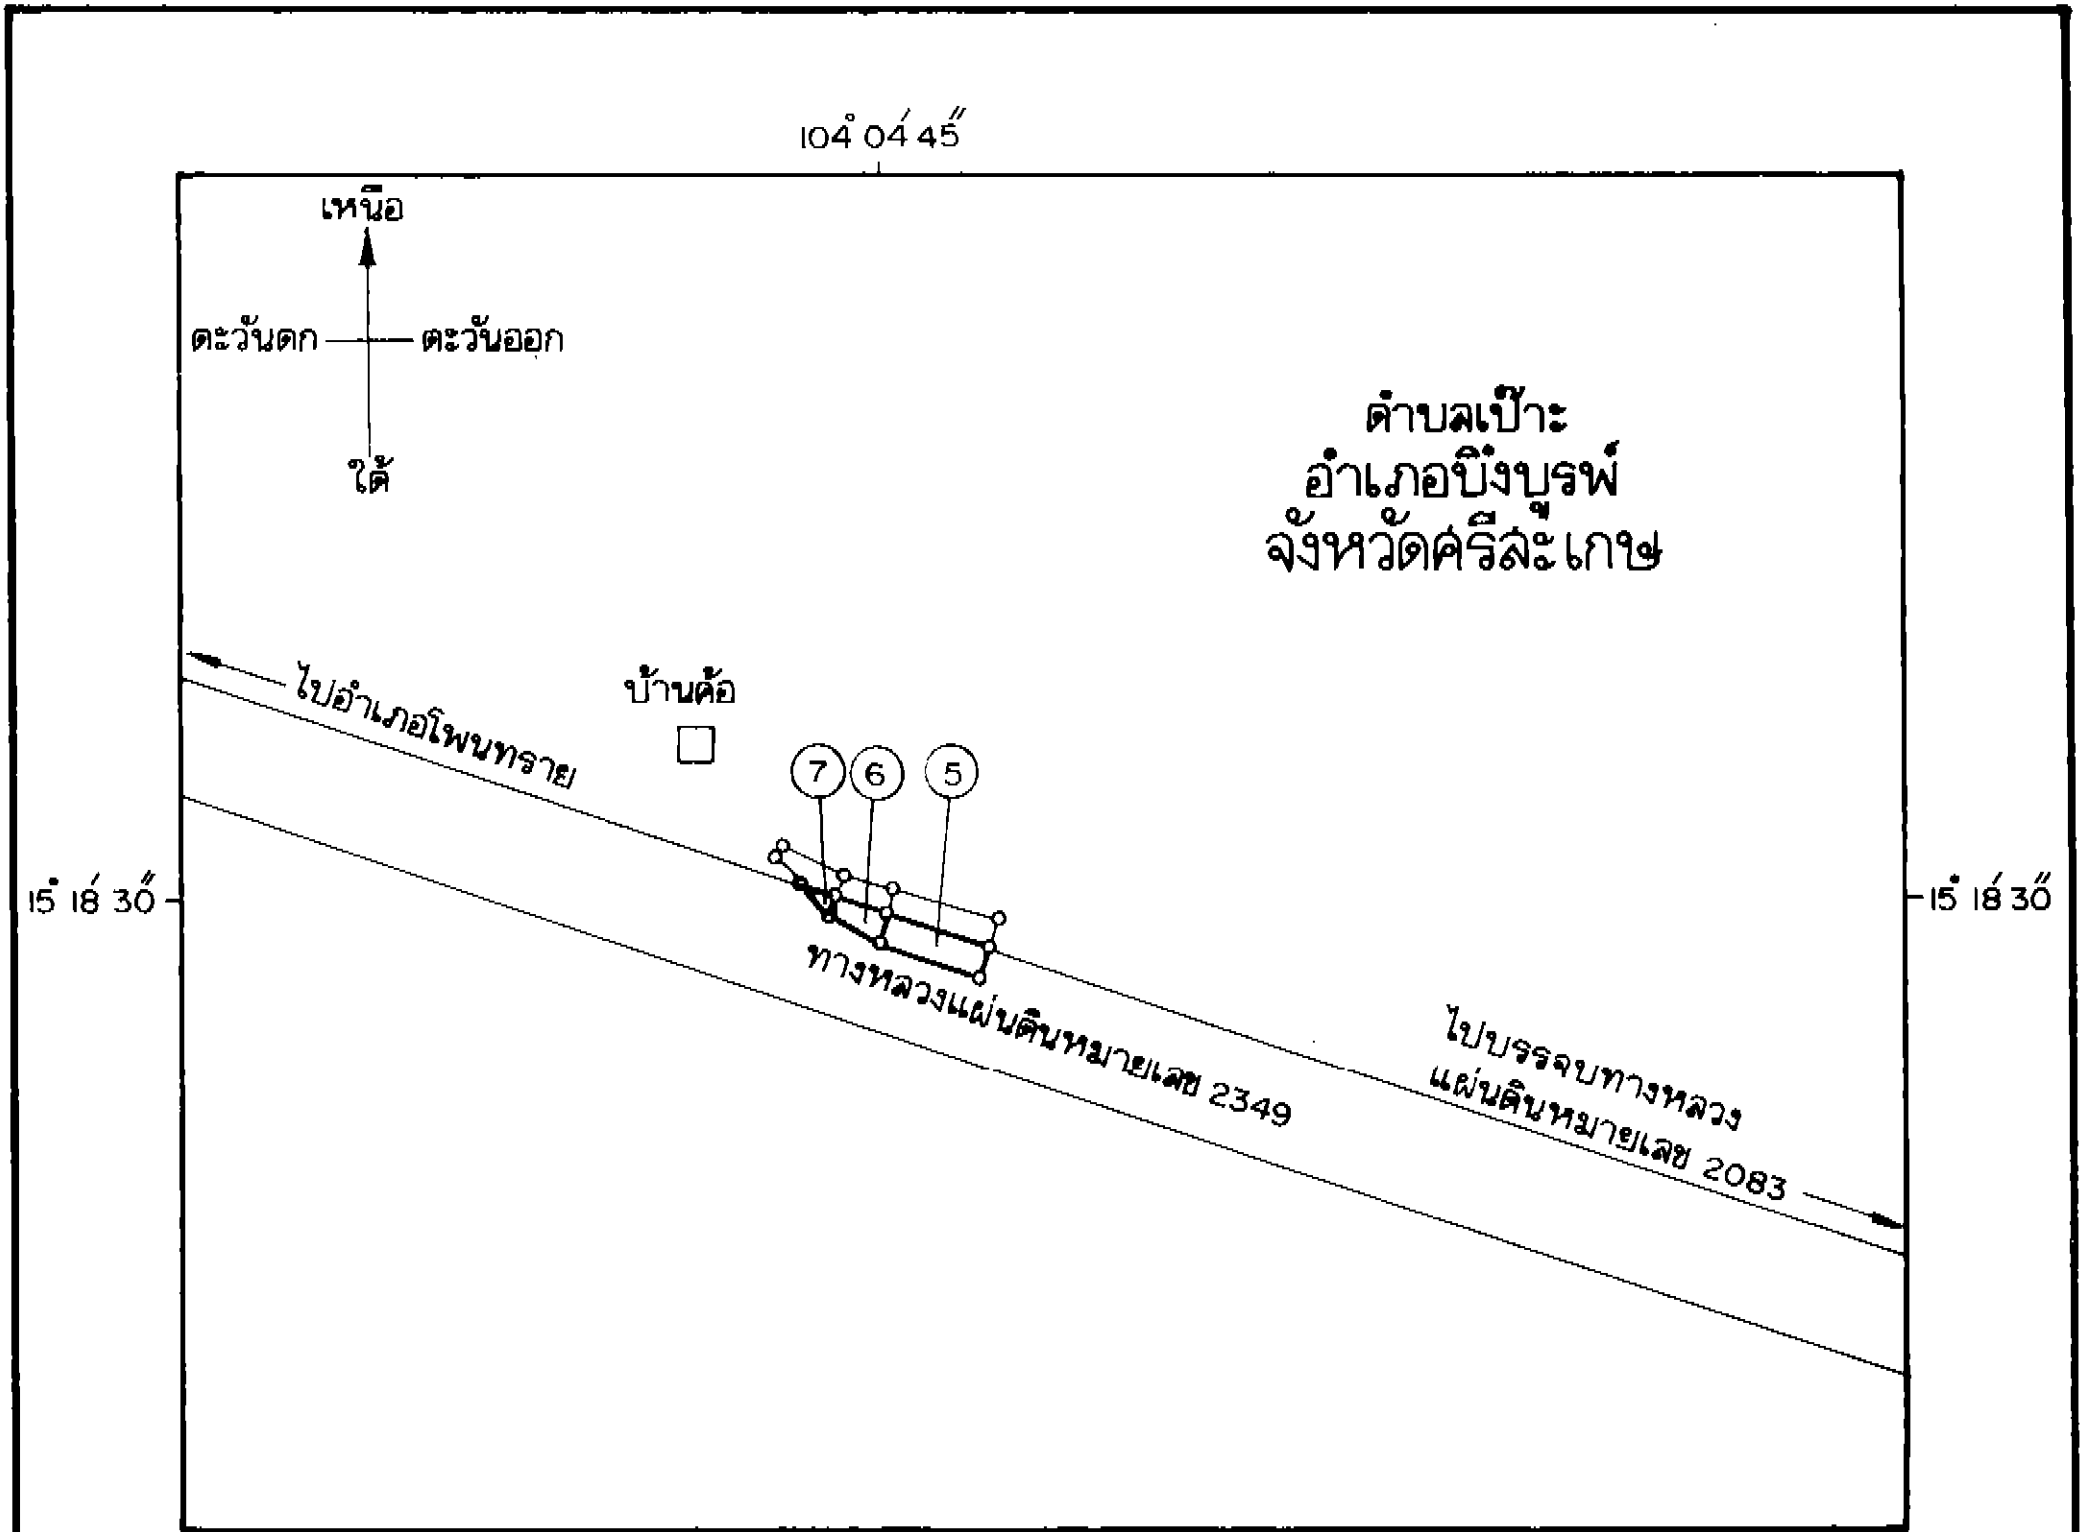 104° 04′ 45″
เหนือ
ตะวันตก
ตะวันออก
ใต้
ตำบลเป๊าะ
อำเภอบึงบูรพ์
จังหวัดศรีสะเกษ
ไปอำเภอโพนทราย
บ้านค้อ
7
6
5
15° 18′ 30″
15° 18′ 30″
ทางหลวงแผ่นดินหมายเลข 2349
ไปบรรจบทางหลวง
แผ่นดินหมายเลข 2083